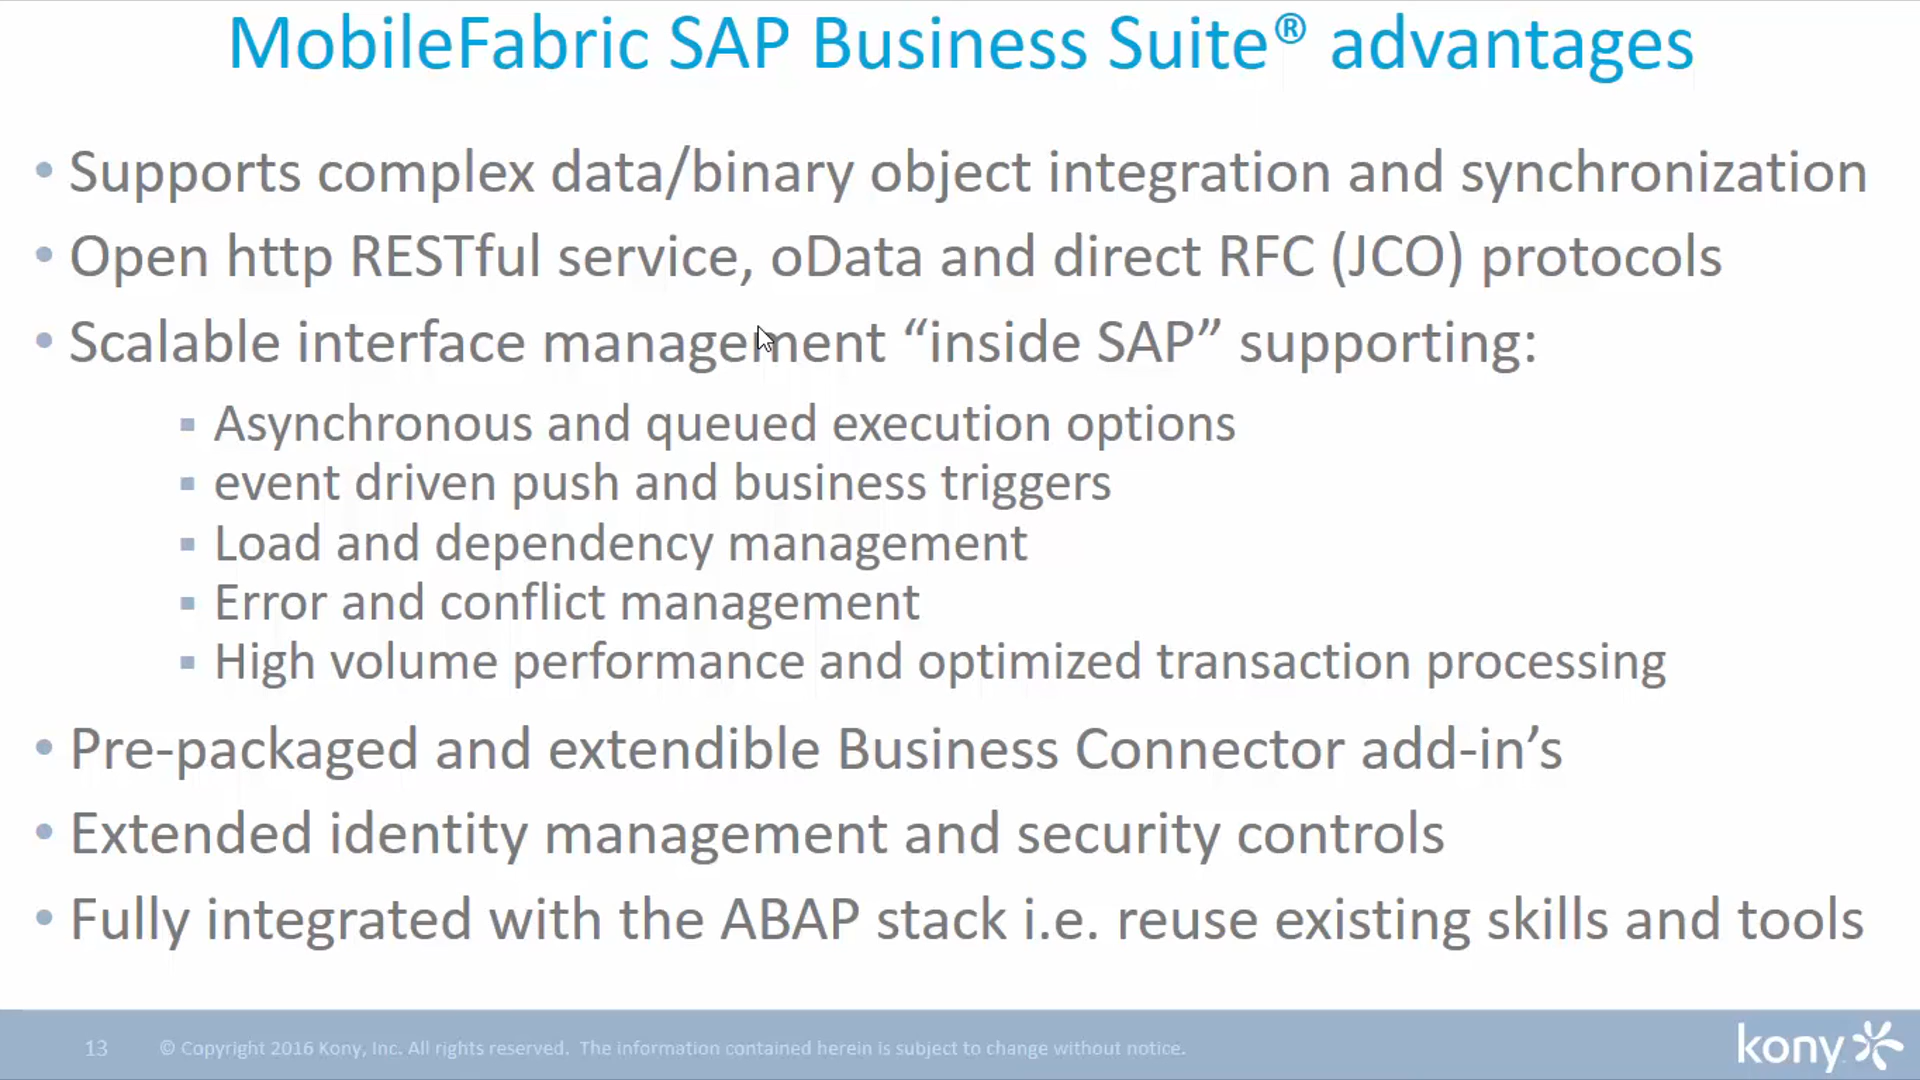 MobileFabric SAP Business Suite® advantages
• Supports complex data/binary object integration and synchronization
• Open http RESTful service, oData and direct RFC (JCO) protocols
• Scalable interface management “inside SAP” supporting:
▪ Asynchronous and queued execution options
▪ event driven push and business triggers
▪ Load and dependency management
▪ Error and conflict management
▪ High volume performance and optimized transaction processing
• Pre-packaged and extendible Business Connector add-in’s
• Extended identity management and security controls
• Fully integrated with the ABAP stack i.e. reuse existing skills and tools
13 © Copyright 2016 Kony, Inc. All rights reserved. The information contained herein is subject to change without notice.
kony